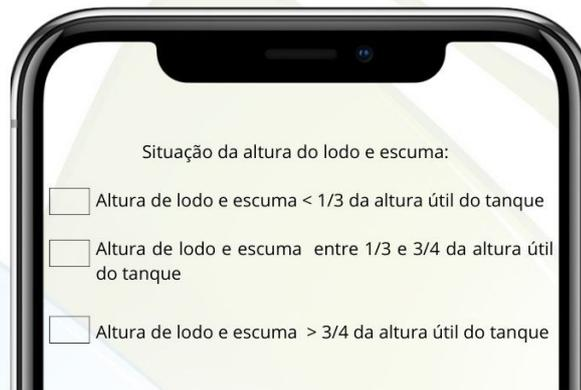 Situação da altura do lodo e escuma:
Altura de lodo e escuma < 1/3 da altura útil do tanque
Altura de lodo e escuma entre 1/3 e 3/4 da altura útil
do tanque
Altura de lodo e escuma > 3/4 da altura útil do tanque